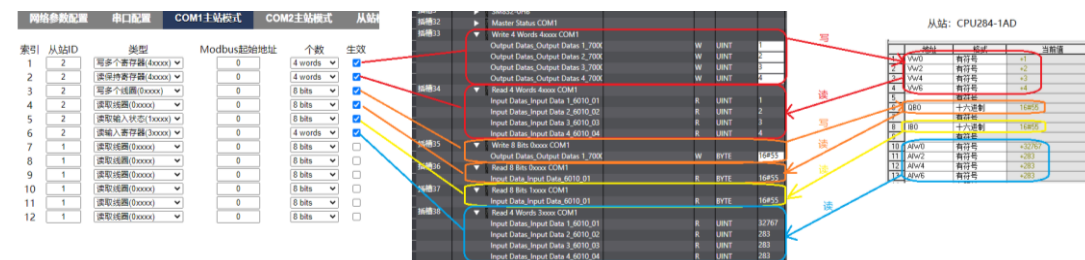 网络参数配置 串口配置 COM1主站模式 COM2主站模式
索引 从站ID 类型 Modbus起始地址 个数 生效
1 2 写多个寄存器(4xxxx) 0 4 words
2 2 读保持寄存器(4xxxx) 0 4 words
3 2 写多个线圈(0xxxx) 0 8 bits
4 2 读取线圈(0xxxx) 0 8 bits
5 2 读取输入状态(1xxxx) 0 8 bits
6 2 读输入寄存器(3xxxx) 0 4 words
7 1 读取线圈(0xxxx) 0 8 bits
8 1 读取线圈(0xxxx) 0 8 bits
9 1 读取线圈(0xxxx) 0 8 bits
10 1 读取线圈(0xxxx) 0 8 bits
11 1 读取线圈(0xxxx) 0 8 bits
12 1 读取线圈(0xxxx) 0 8 bits
插槽32 Master Status COM1
插槽33 Write 4 Words 4xxxx COM1
Output Datas_Output Datas 1_700 W UINT 1
Output Datas_Output Datas 2_700 W UINT 2
Output Datas_Output Datas 3_700 W UINT 3
Output Datas_Output Datas 4_700 W UINT 4
插槽34 Read 4 Words 4xxxx COM1
Input Datas_Input Data 1_6010_01 R UINT 1
Input Datas_Input Data 2_6010_02 R UINT 2
Input Datas_Input Data 3_6010_03 R UINT 3
Input Datas_Input Data 4_6010_04 R UINT 4
插槽35 Write 8 Bits 0xxxx COM1
Output Datas_Output Datas 1_700 W BYTE 16#55
插槽36 Read 8 Bits 0xxxx COM1
Input Data_Input Data_6010_01 R BYTE 16#55
插槽37 Read 8 Bits 1xxxx COM1
Input Data_Input Data_6010_01 R BYTE 16#55
插槽38 Read 4 Words 3xxxx COM1
Input Datas_Input Data 1_6010_01 R UINT 32767
Input Datas_Input Data 2_6010_02 R UINT 283
Input Datas_Input Data 3_6010_03 R UINT 283
Input Datas_Input Data 4_6010_04 R UINT 283
写
读
写
读
读
读
从站：CPU284-1AD
地址 格式 当前值
1 VW0 有符号 +1
2 VW2 有符号 +2
3 VW4 有符号 +3
4 VW6 有符号 +4
5 有符号
6 QB0 十六进制 16#55
有符号
8 IB0 十六进制 16#55
有符号
10 AIW0 有符号 +32767
11 AIW2 有符号 +283
12 AIW4 有符号 +283
13 AIW6 有符号 +283